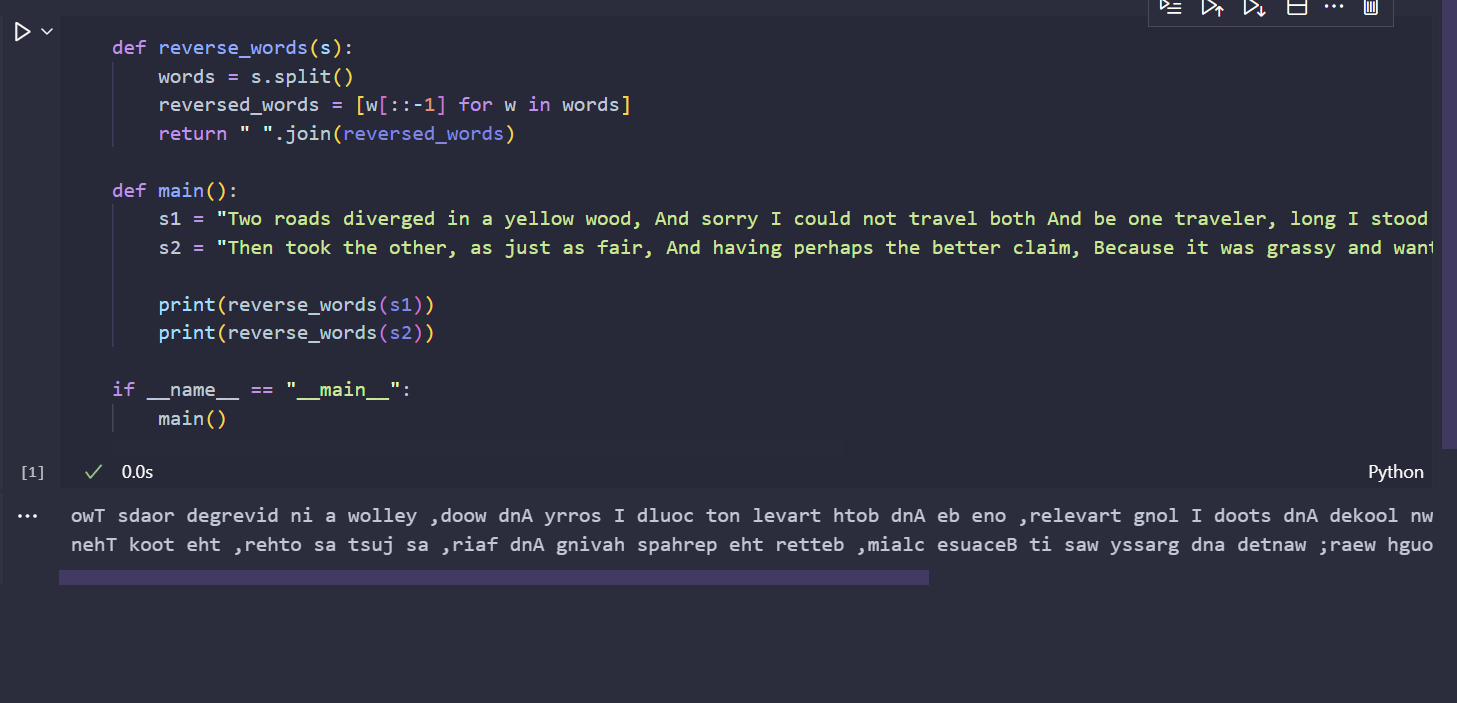 def reverse_words(s):
    words = s.split()
    reversed_words = [w[::-1] for w in words]
    return " ".join(reversed_words)
def main():
    s1 = "Two roads diverged in a yellow wood, And sorry I could not travel both And be one traveler, long I stood
    s2 = "Then took the other, as just as fair, And having perhaps the better claim, Because it was grassy and want
    print(reverse_words(s1))
    print(reverse_words(s2))
if __name__ == "__main__":
    main()
[1] 0.0s Python
owT sdaor degrevid ni a wolley ,doow dnA yrros I dluoc ton levart htob dnA eb eno ,relevart gnol I doots dnA dekool nw
nehT koot eht ,rehto sa tsuj sa ,riaf dnA gnivah spahrep eht retteb ,mialc esuaceB ti saw yssarg dna detnaw ;raew hguo